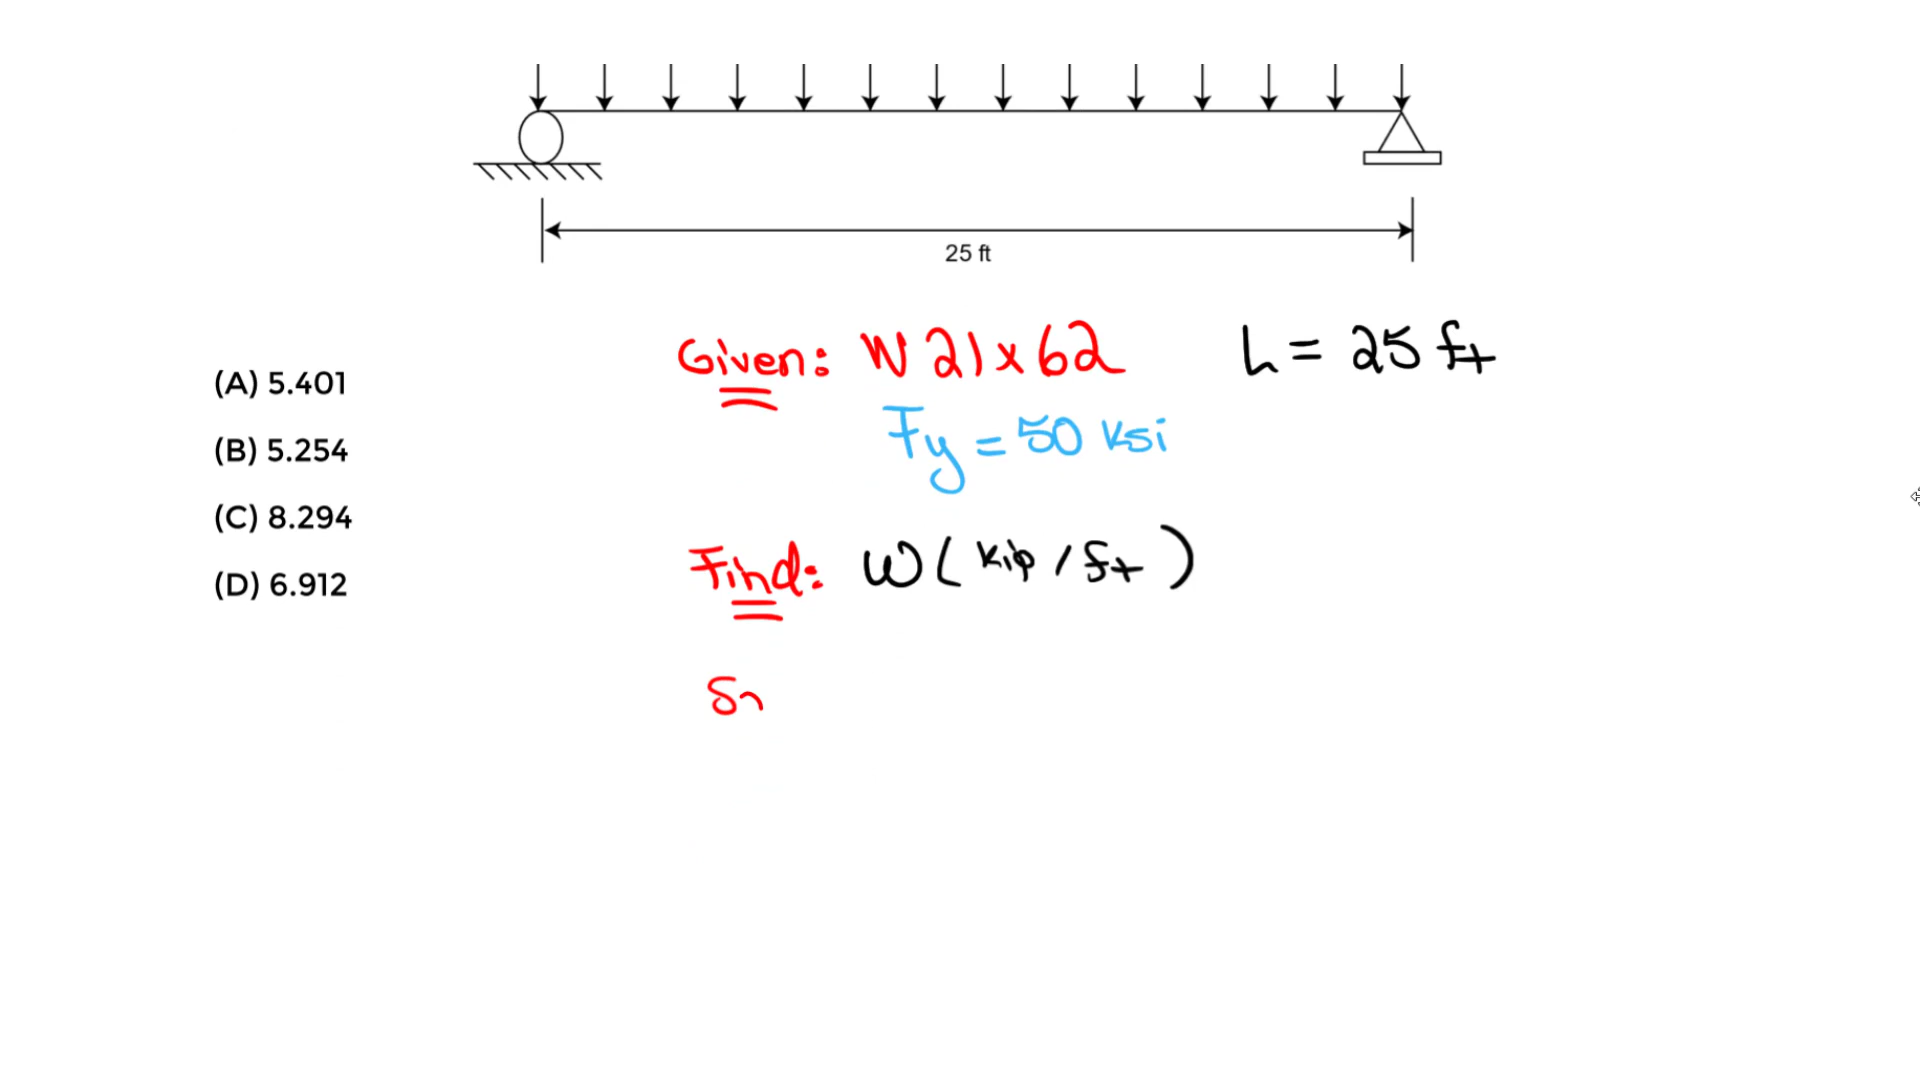 25 ft
Given: W21x62 L = 25 ft
Fy = 50 ksi
(A) 5.401
(B) 5.254
(C) 8.294
(D) 6.912
Find: W (kip/ft)